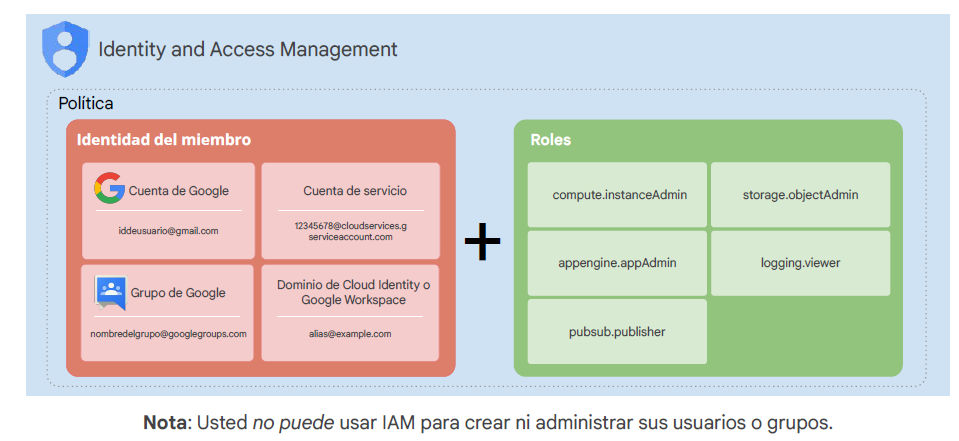 Identity and Access Management
Política
Identidad del miembro
Cuenta de Google
iddeusuario@gmail.com
Cuenta de servicio
12345678@cloudservices.g
serviceaccount.com
Grupo de Google
nombredelgrupo@googlegroups.com
Dominio de Cloud Identity o
Google Workspace
alias@example.com
+
Roles
compute.instanceAdmin
storage.objectAdmin
appengine.appAdmin
logging.viewer
pubsub.publisher
Nota: Usted no puede usar IAM para crear ni administrar sus usuarios o grupos.